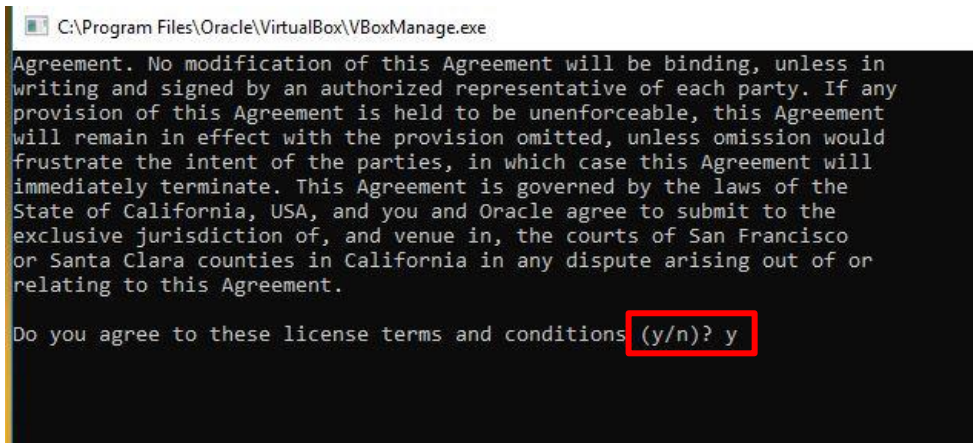 C:\Program Files\Oracle\VirtualBox\VBoxManage.exe
Agreement. No modification of this Agreement will be binding, unless in
writing and signed by an authorized representative of each party. If any
provision of this Agreement is held to be unenforceable, this Agreement
will remain in effect with the provision omitted, unless omission would
frustrate the intent of the parties, in which case this Agreement will
immediately terminate. This Agreement is governed by the laws of the
State of California, USA, and you and Oracle agree to submit to the
exclusive jurisdiction of, and venue in, the courts of San Francisco
or Santa Clara counties in California in any dispute arising out of or
relating to this Agreement.
Do you agree to these license terms and conditions (y/n)? y